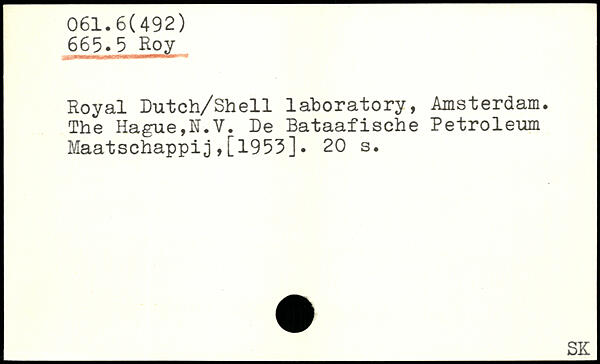 061.6(492)
665.5 Roy
Royal Dutch/Shell laboratory, Amsterdam.
The Hague,N.V. De Bataafische Petroleum
Maatschappij,[1953]. 20 s.
SK